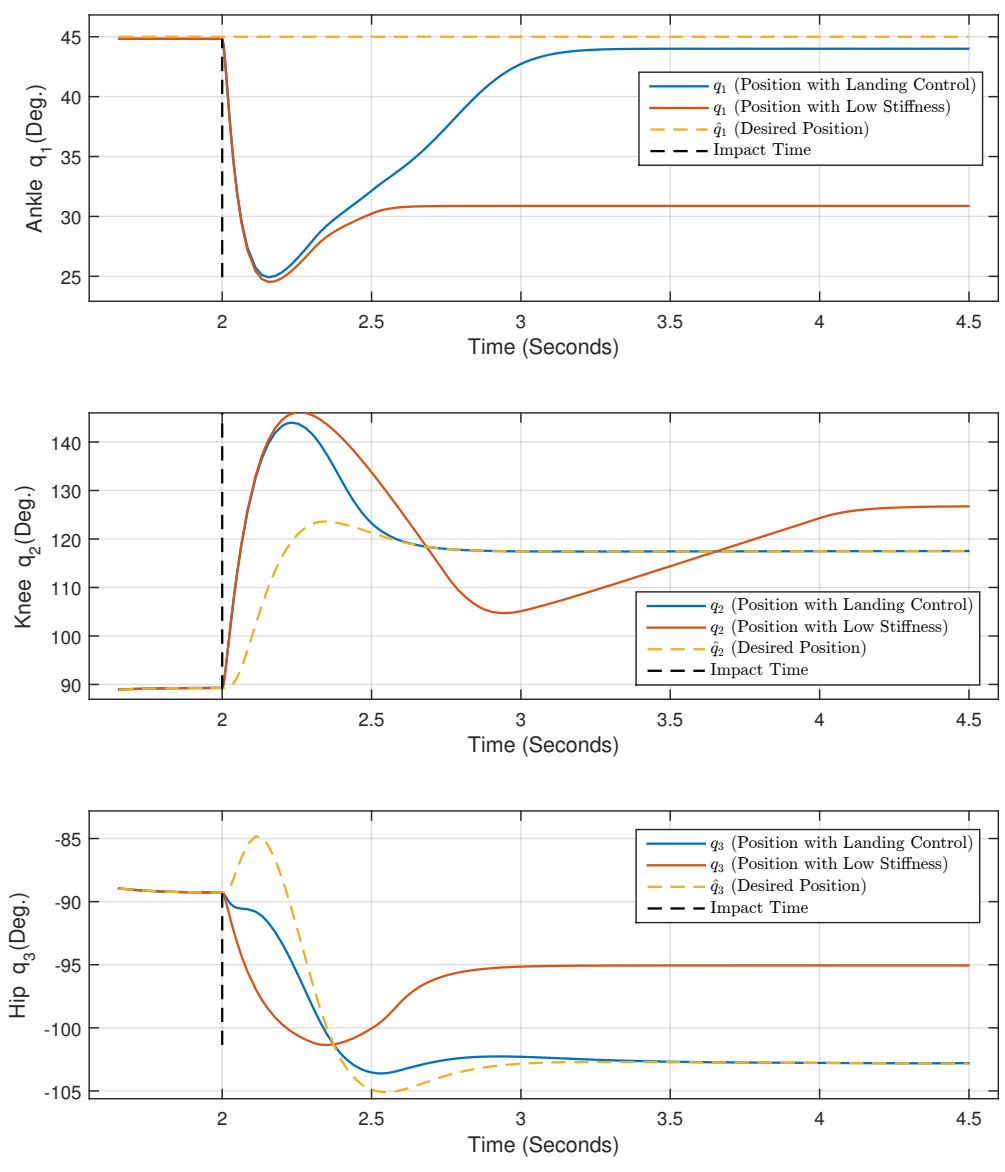 45
40
35
30
25
Ankle q1(Deg.)
q1 (Position with Landing Control)
q1 (Position with Low Stiffness)
q̂1 (Desired Position)
Impact Time
2 2.5 3 3.5 4 4.5
Time (Seconds)
140
130
120
110
100
90
Knee q2(Deg.)
q2 (Position with Landing Control)
q2 (Position with Low Stiffness)
q̂2 (Desired Position)
Impact Time
2 2.5 3 3.5 4 4.5
Time (Seconds)
-85
-90
-95
-100
-105
Hip q3(Deg.)
q3 (Position with Landing Control)
q3 (Position with Low Stiffness)
q̂3 (Desired Position)
Impact Time
2 2.5 3 3.5 4 4.5
Time (Seconds)